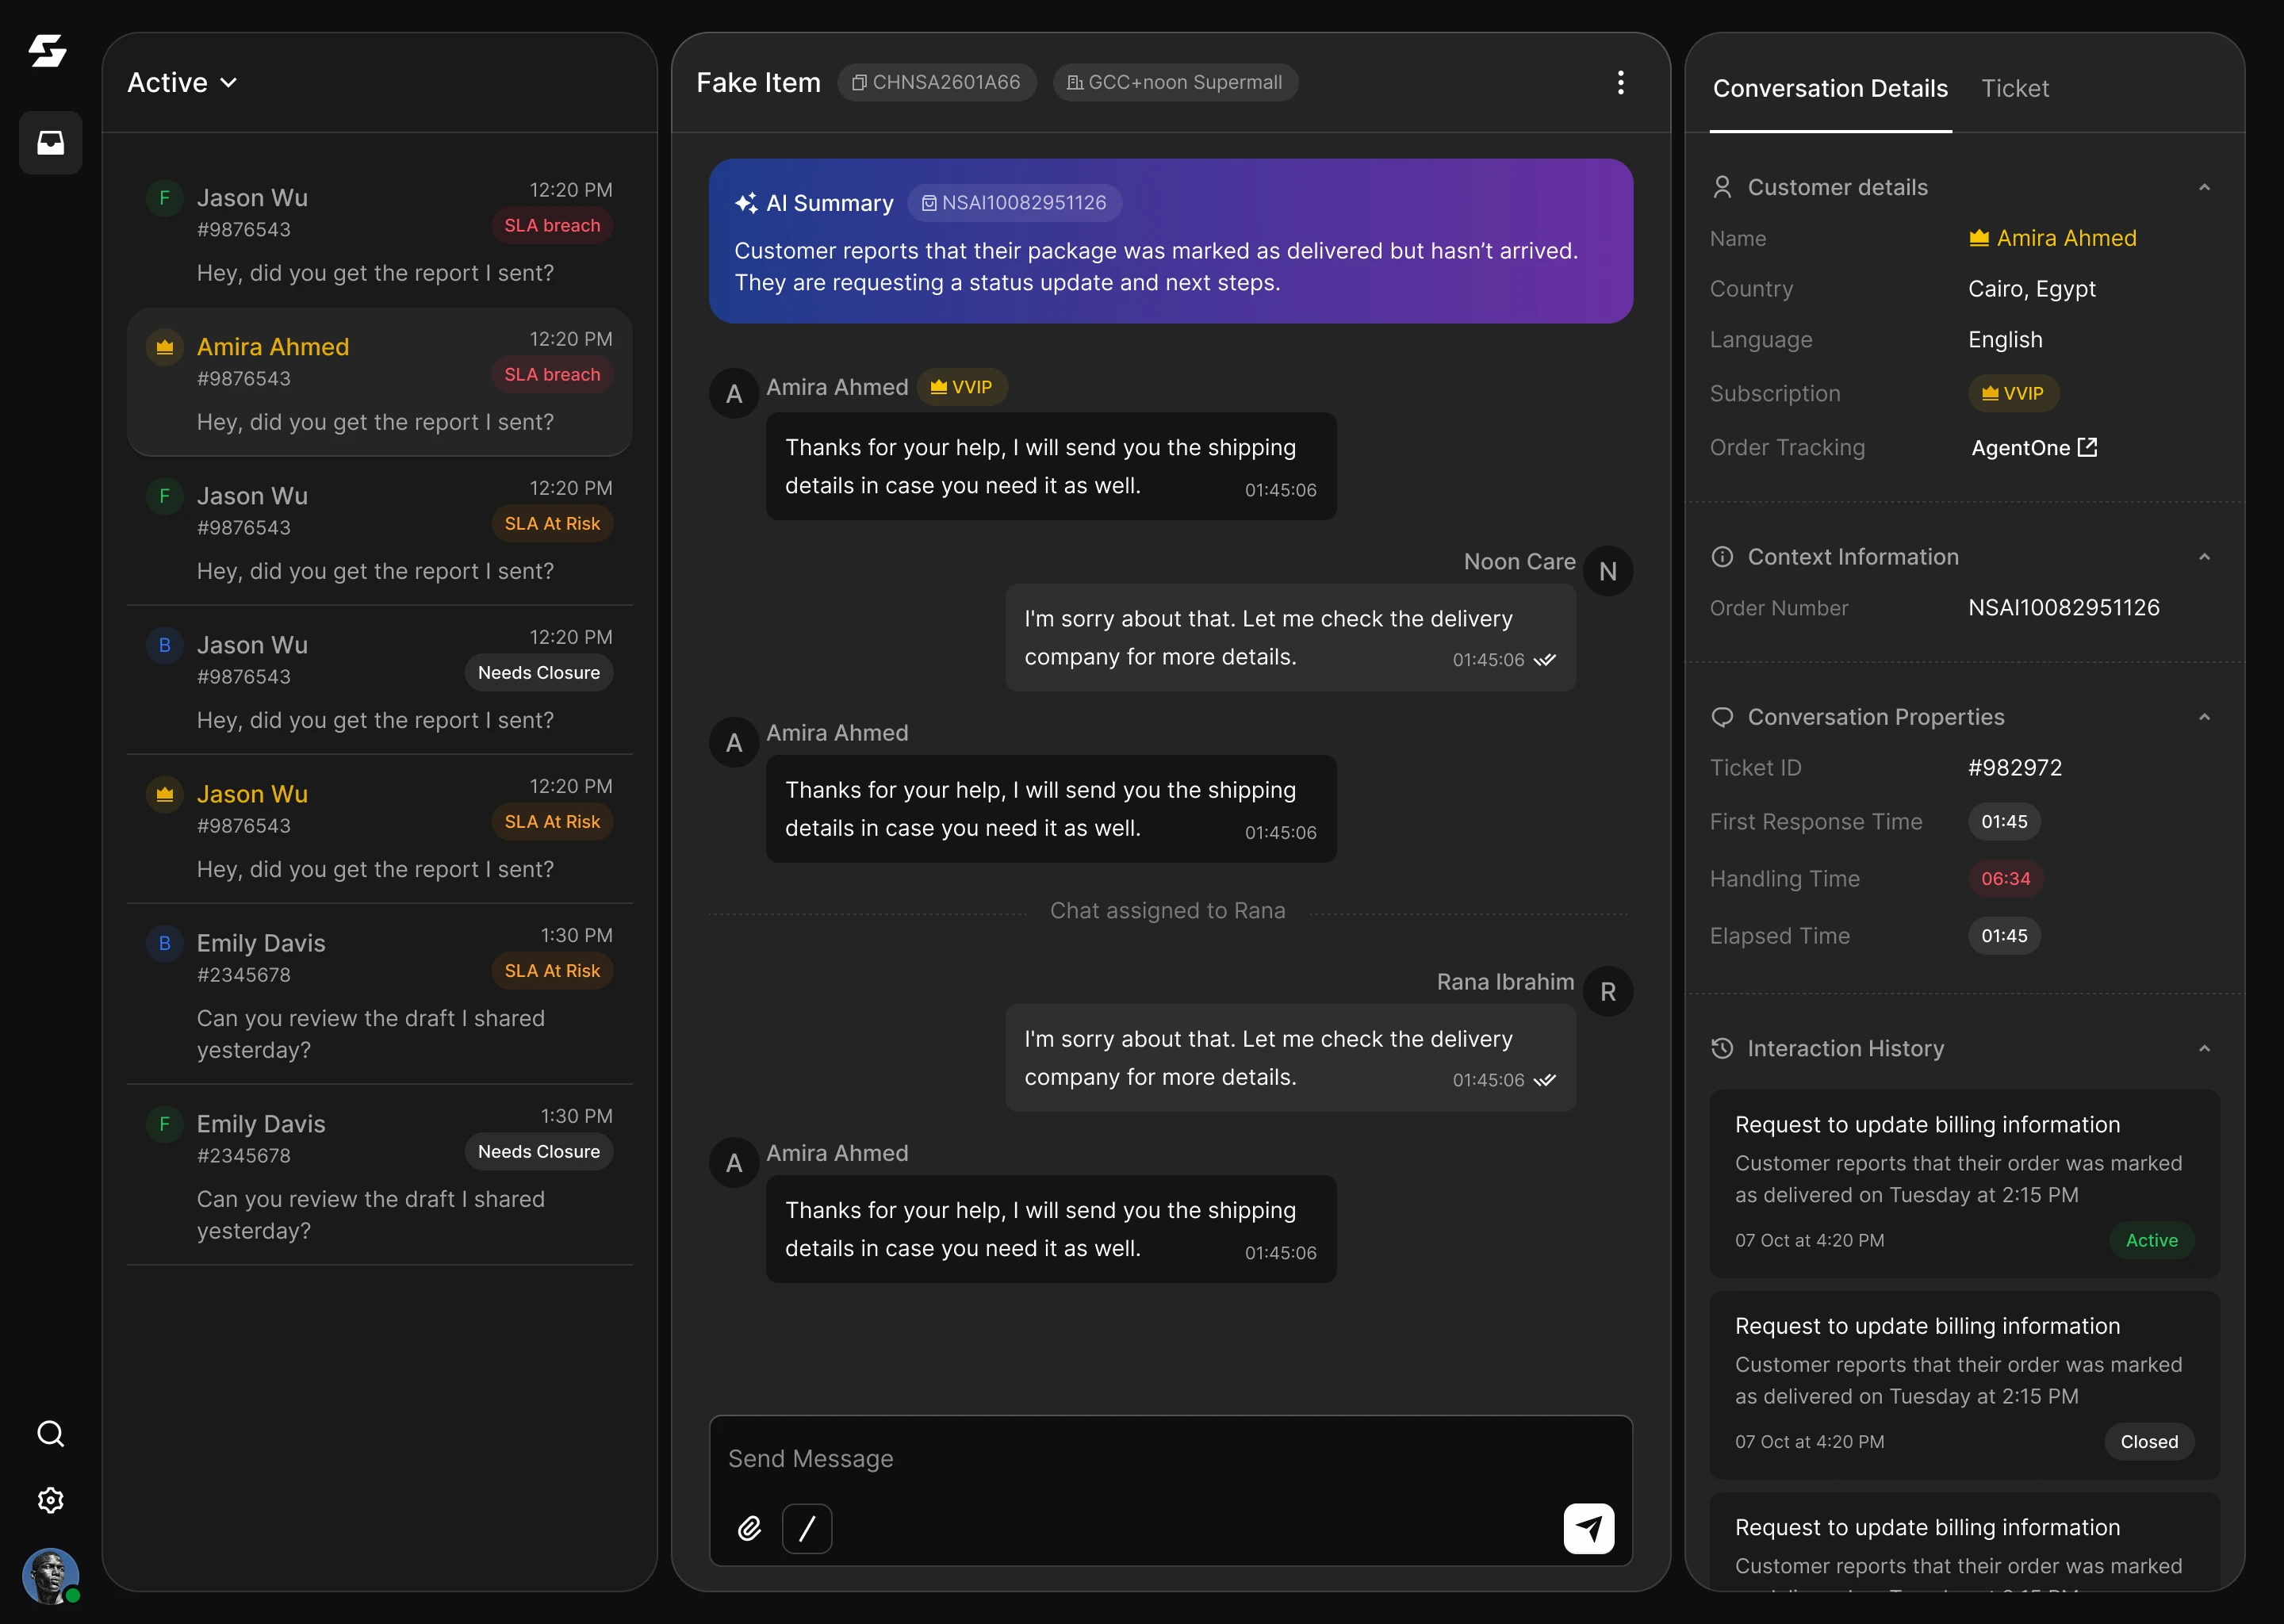 Active
F
Jason Wu
12:20 PM
#9876543
SLA breach
Hey, did you get the report I sent?
Amira Ahmed
12:20 PM
#9876543
SLA breach
Hey, did you get the report I sent?
F
Jason Wu
12:20 PM
#9876543
SLA At Risk
Hey, did you get the report I sent?
B
Jason Wu
12:20 PM
#9876543
Needs Closure
Hey, did you get the report I sent?
Jason Wu
12:20 PM
#9876543
SLA At Risk
Hey, did you get the report I sent?
B
Emily Davis
1:30 PM
#2345678
SLA At Risk
Can you review the draft I shared
yesterday?
F
Emily Davis
1:30 PM
#2345678
Needs Closure
Can you review the draft I shared
yesterday?
Fake Item
CHNSA2601A66
GCC+noon Supermall
AI Summary
NSAI10082951126
Customer reports that their package was marked as delivered but hasn’t arrived.
They are requesting a status update and next steps.
A
Amira Ahmed
VVIP
Thanks for your help, I will send you the shipping
details in case you need it as well.
01:45:06
Noon Care
N
I'm sorry about that. Let me check the delivery
company for more details.
01:45:06
A
Amira Ahmed
Thanks for your help, I will send you the shipping
details in case you need it as well.
01:45:06
Chat assigned to Rana
Rana Ibrahim
R
I'm sorry about that. Let me check the delivery
company for more details.
01:45:06
A
Amira Ahmed
Thanks for your help, I will send you the shipping
details in case you need it as well.
01:45:06
Send Message
/
Conversation Details
Ticket
Customer details
Name
Amira Ahmed
Country
Cairo, Egypt
Language
English
Subscription
VVIP
Order Tracking
AgentOne
Context Information
Order Number
NSAI10082951126
Conversation Properties
Ticket ID
#982972
First Response Time
01:45
Handling Time
06:34
Elapsed Time
01:45
Interaction History
Request to update billing information
Customer reports that their order was marked
as delivered on Tuesday at 2:15 PM
07 Oct at 4:20 PM
Active
Request to update billing information
Customer reports that their order was marked
as delivered on Tuesday at 2:15 PM
07 Oct at 4:20 PM
Closed
Request to update billing information
Customer reports that their order was marked